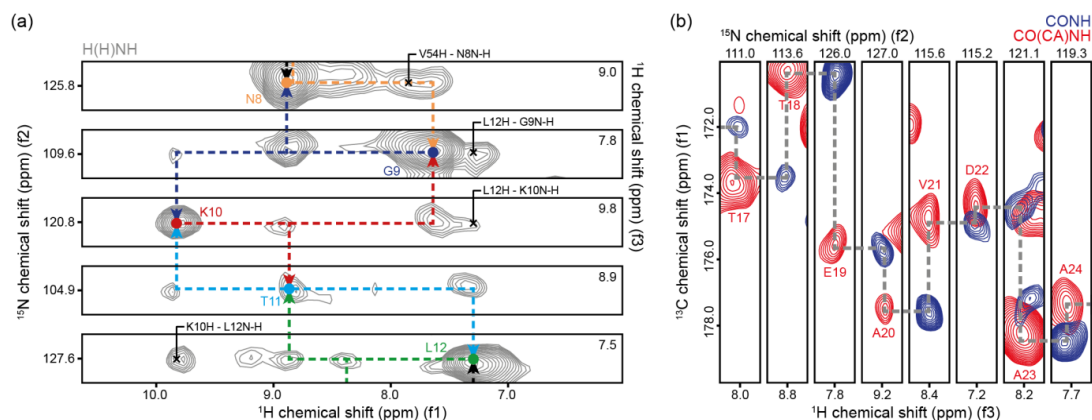 (a)
H(H)NH
V54H - N8N-H
9.0
125.8
N8
7.8
L12H - G9N-H
109.6
G9
9.8
L12H - K10N-H
120.8
K10
8.9
104.9
T11
K10H - L12N-H
7.5
127.6
L12
10.0
9.0
8.0
7.0
¹H chemical shift (ppm) (f1)
¹⁵N chemical shift (ppm) (f2)
¹H chemical shift (ppm) (f3)
(b)
CONH
CO(CA)NH
¹⁵N chemical shift (ppm) (f2)
111.0
113.6
126.0
127.0
115.6
115.2
121.1
119.3
172.0
174.0
176.0
178.0
¹³C chemical shift (ppm) (f1)
T17
T18
E19
A20
V21
D22
A23
A24
8.0
8.8
7.8
9.2
8.4
7.2
8.2
7.7
¹H chemical shift (ppm) (f3)